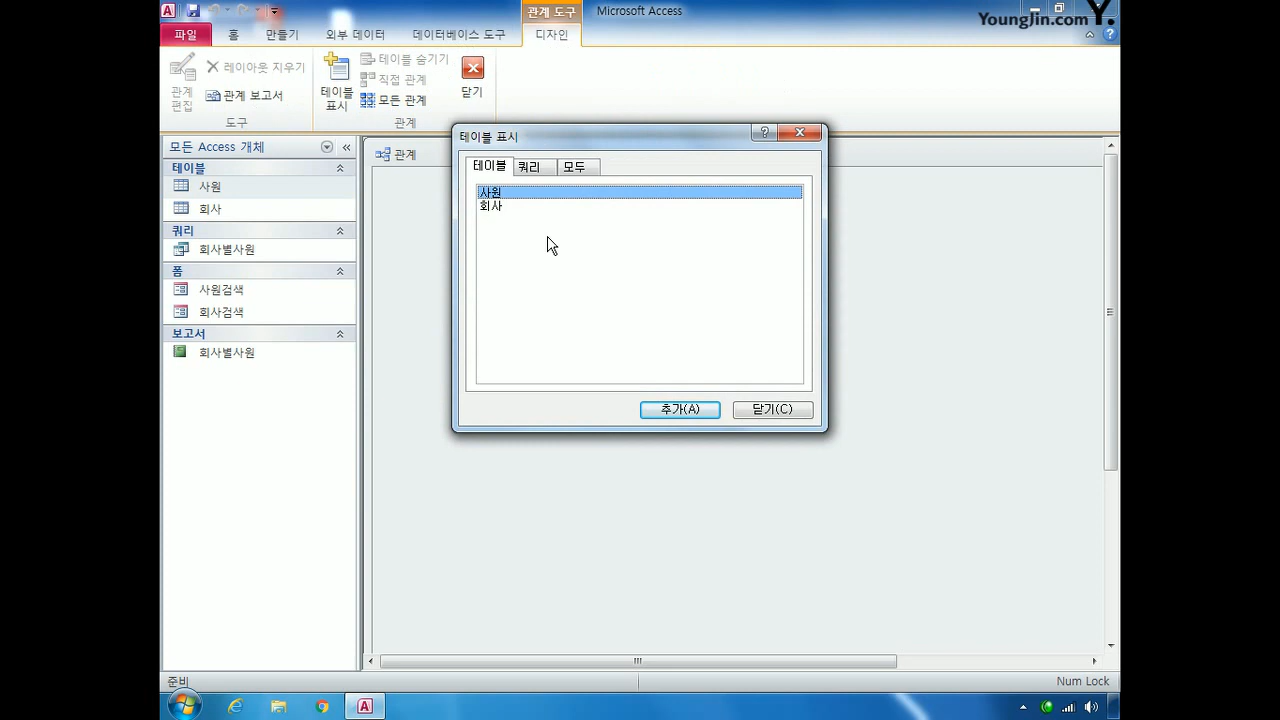 관계 도구
Microsoft Access
YoungJin.com Y.
파일
홈
만들기
외부 데이터
데이터베이스 도구
디자인
관계
편집
레이아웃 지우기
관계 보고서
도구
테이블
표시
테이블 숨기기
직접 관계
모든 관계
관계
닫기
모든 Access 개체
테이블
사원
회사
쿼리
회사별사원
폼
사원검색
회사검색
보고서
회사별사원
관계
테이블 표시
테이블
쿼리
모두
사원
회사
추가(A)
닫기(C)
준비
Num Lock